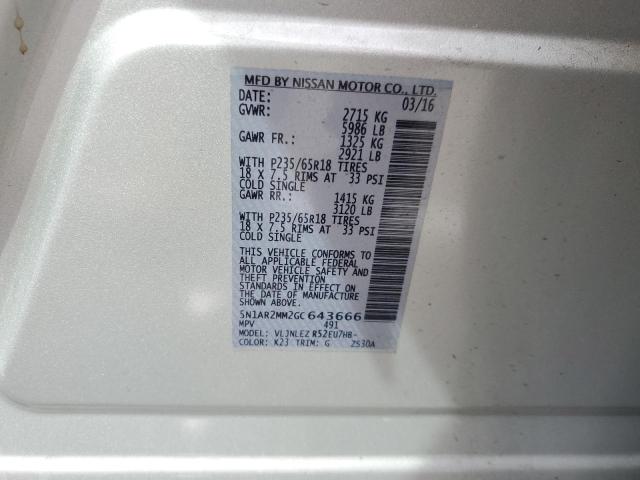 MFD BY NISSAN MOTOR CO., LTD.
DATE: 03/16
GVWR: 2715 KG
5986 LB
GAWR FR.: 1325 KG
2921 LB
WITH P235/65R18 TIRES
18 X 7.5 RIMS AT 33 PSI
COLD SINGLE
GAWR RR.: 1415 KG
3120 LB
WITH P235/65R18 TIRES
18 X 7.5 RIMS AT 33 PSI
COLD SINGLE
THIS VEHICLE CONFORMS TO
ALL APPLICABLE FEDERAL
MOTOR VEHICLE SAFETY AND
THEFT PREVENTION
STANDARDS IN EFFECT ON
THE DATE OF MANUFACTURE
SHOWN ABOVE.
5N1AR2MM2GC643666
MPV 491
MODEL: VLJNLEZ R52EU7HB-
COLOR: K23 TRIM: G 2S30A